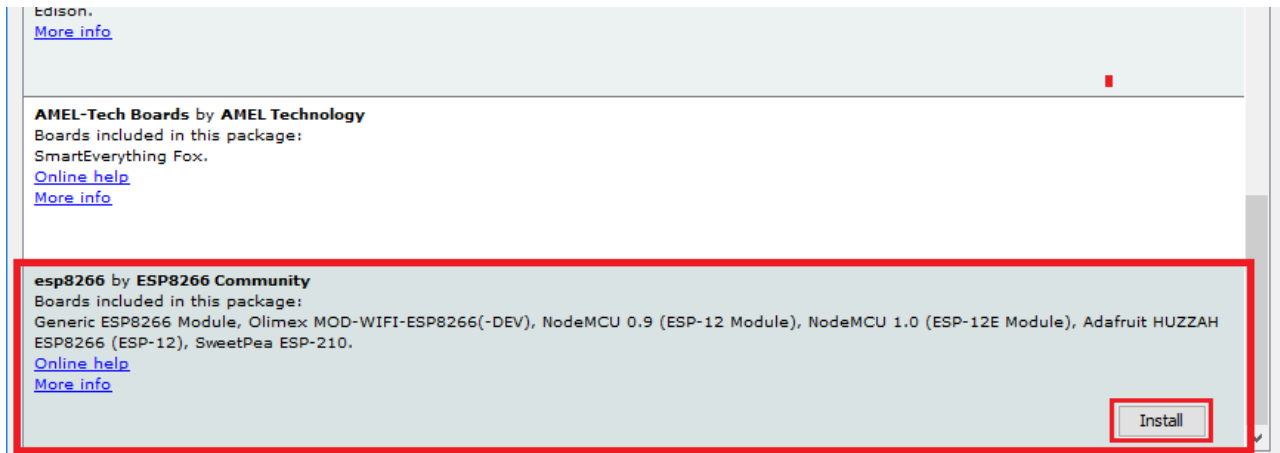 Edison.
More info
AMEL-Tech Boards by AMEL Technology
Boards included in this package:
SmartEverything Fox.
Online help
More info
esp8266 by ESP8266 Community
Boards included in this package:
Generic ESP8266 Module, Olimex MOD-WIFI-ESP8266(-DEV), NodeMCU 0.9 (ESP-12 Module), NodeMCU 1.0 (ESP-12E Module), Adafruit HUZZAH
ESP8266 (ESP-12), SweetPea ESP-210.
Online help
More info
Install